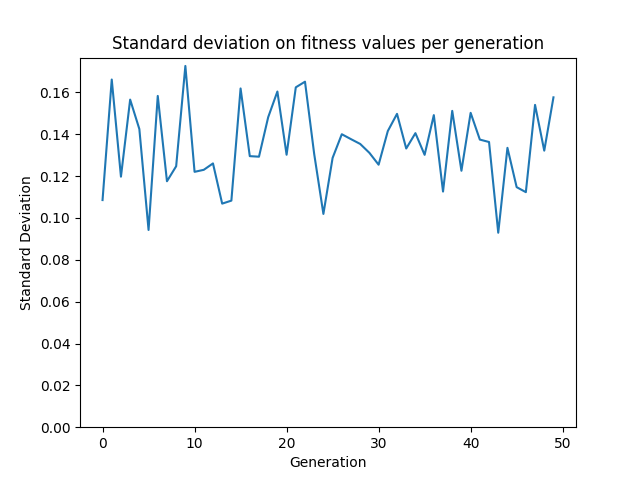 Standard deviation on fitness values per generation
0.16
0.14
0.12
0.10
0.08
0.06
0.04
0.02
0.00
Standard Deviation
0 10 20 30 40 50
Generation